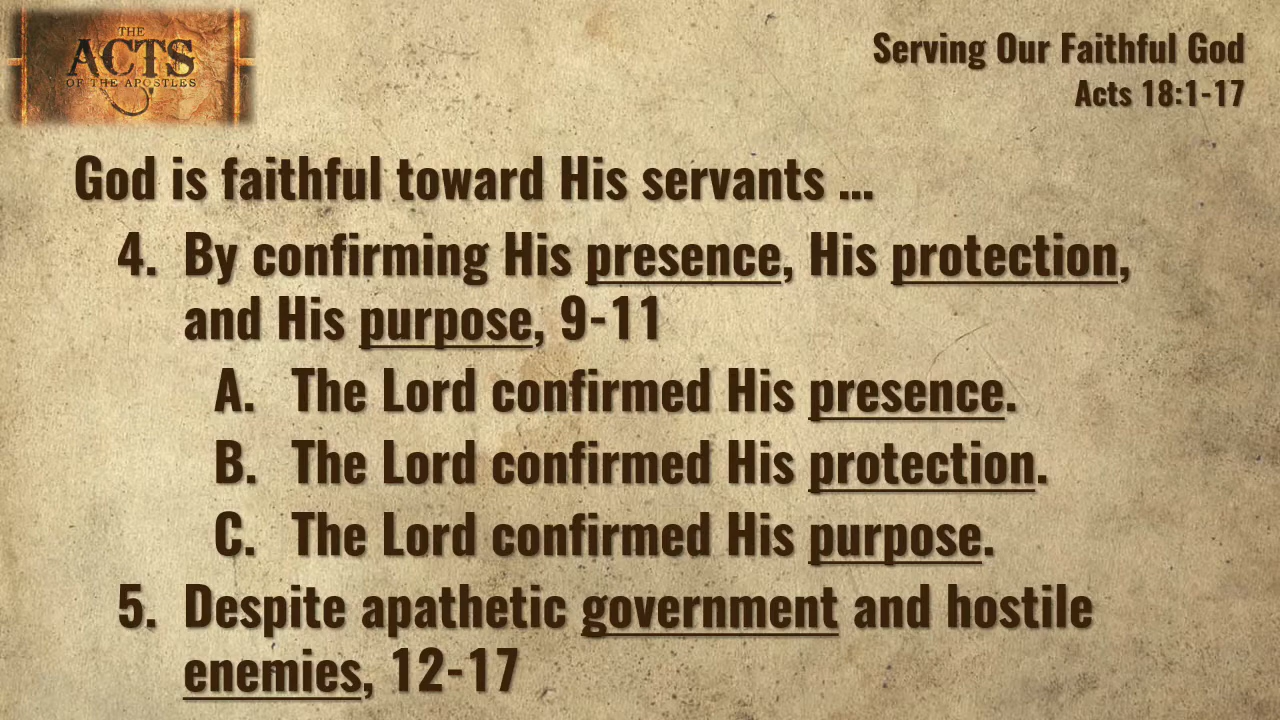 THE
ACTS
OF THE APOSTLES
Serving Our Faithful God
Acts 18:1-17
God is faithful toward His servants ...
4. By confirming His presence, His protection,
and His purpose, 9-11
A. The Lord confirmed His presence.
B. The Lord confirmed His protection.
C. The Lord confirmed His purpose.
5. Despite apathetic government and hostile
enemies, 12-17